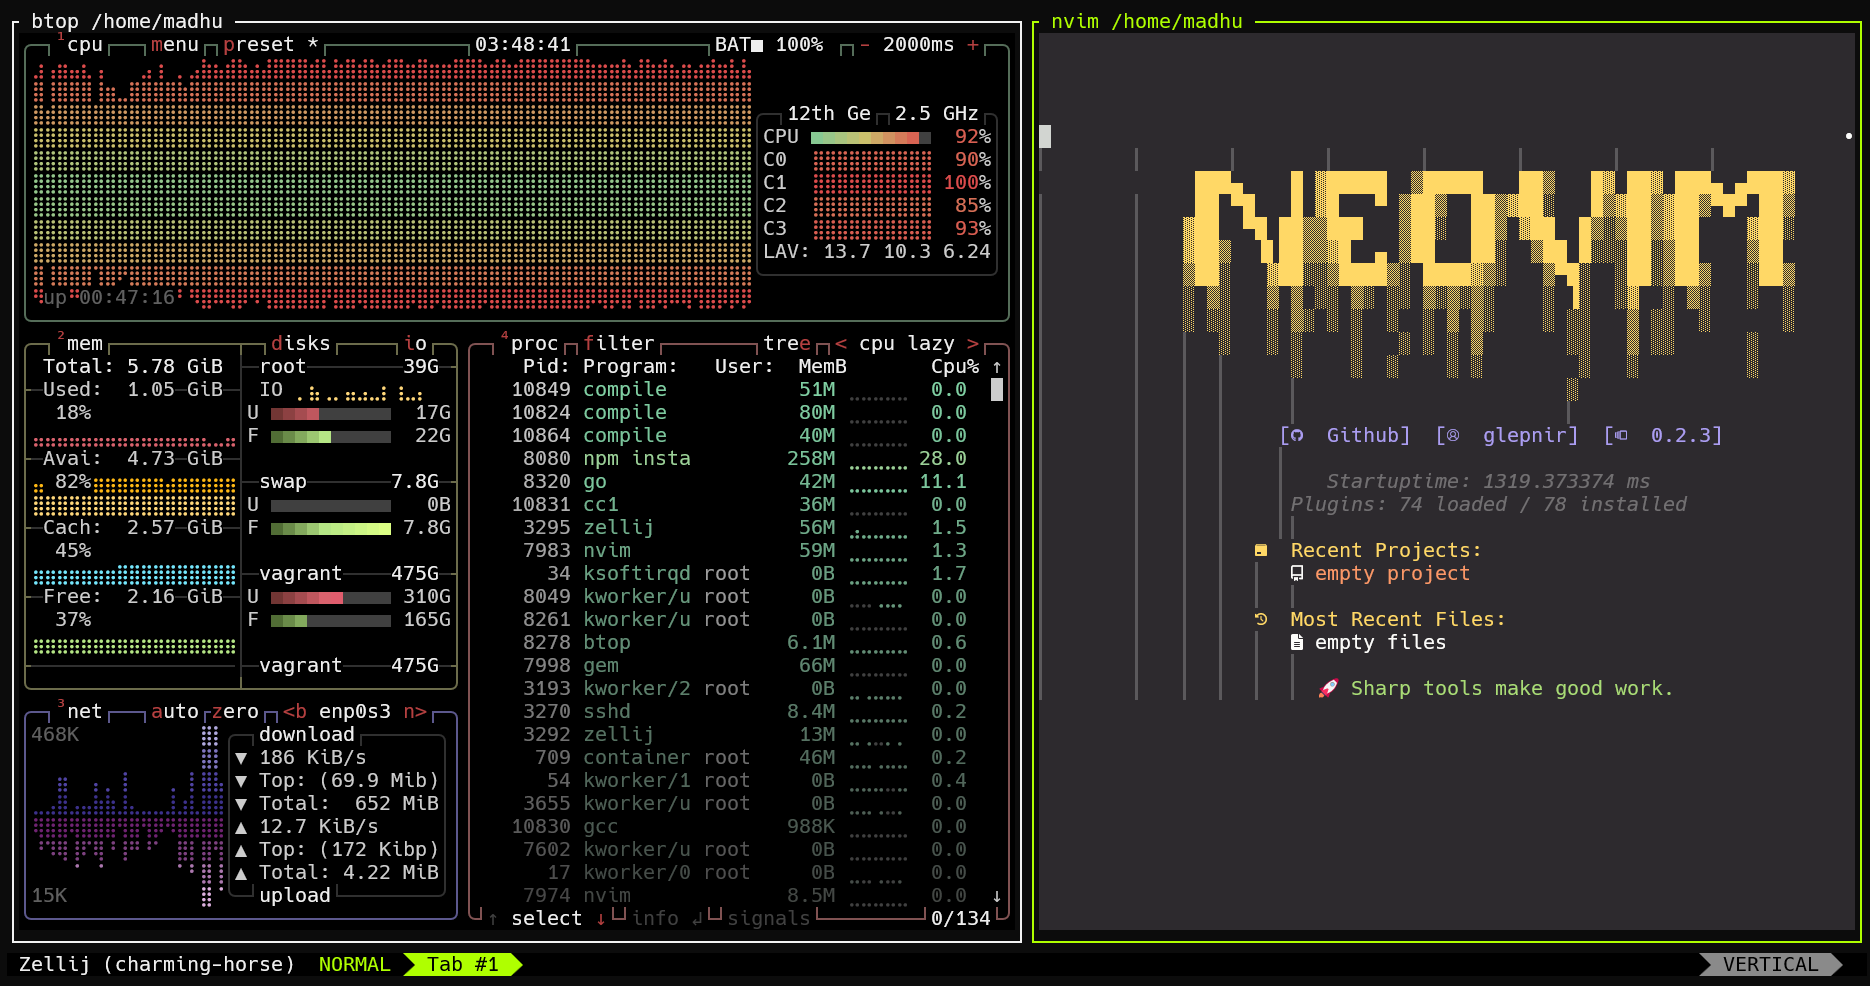 btop /home/madhu
¹cpu menu preset * 03:48:41 BAT■ 100% - 2000ms +
12th Ge 2.5 GHz
CPU 92%
C0 90%
C1 100%
C2 85%
C3 93%
LAV: 13.7 10.3 6.24
up 00:47:16
²mem disks io
Total: 5.78 GiB
Used: 1.05 GiB
18%
Avai: 4.73 GiB
82%
Cach: 2.57 GiB
45%
Free: 2.16 GiB
37%
root 39G
IO
U 17G
F 22G
swap 7.8G
U 0B
F 7.8G
vagrant 475G
U 310G
F 165G
vagrant 475G
³net auto zero <b enp0s3 n>
468K
15K
download
▼ 186 KiB/s
▼ Top: (69.9 Mib)
▼ Total: 652 MiB
▲ 12.7 KiB/s
▲ Top: (172 Kibp)
▲ Total: 4.22 MiB
upload
⁴proc filter tree < cpu lazy >
Pid: Program: User: MemB Cpu% ↑
10849 compile 51M 0.0
10824 compile 80M 0.0
10864 compile 40M 0.0
8080 npm insta 258M 28.0
8320 go 42M 11.1
10831 cc1 36M 0.0
3295 zellij 56M 1.5
7983 nvim 59M 1.3
34 ksoftirqd root 0B 1.7
8049 kworker/u root 0B 0.0
8261 kworker/u root 0B 0.0
8278 btop 6.1M 0.6
7998 gem 66M 0.0
3193 kworker/2 root 0B 0.0
3270 sshd 8.4M 0.2
3292 zellij 13M 0.0
709 container root 46M 0.2
54 kworker/1 root 0B 0.4
3655 kworker/u root 0B 0.0
10830 gcc 988K 0.0
7602 kworker/u root 0B 0.0
17 kworker/0 root 0B 0.0
7974 nvim 8.5M 0.0 ↓
↑ select ↓ info ↲ signals 0/134
nvim /home/madhu
NEOVIM
[ Github] [ glepnir] [ 0.2.3]
Startuptime: 1319.373374 ms
Plugins: 74 loaded / 78 installed
Recent Projects:
empty project
Most Recent Files:
empty files
🚀 Sharp tools make good work.
Zellij (charming-horse) NORMAL Tab #1 VERTICAL